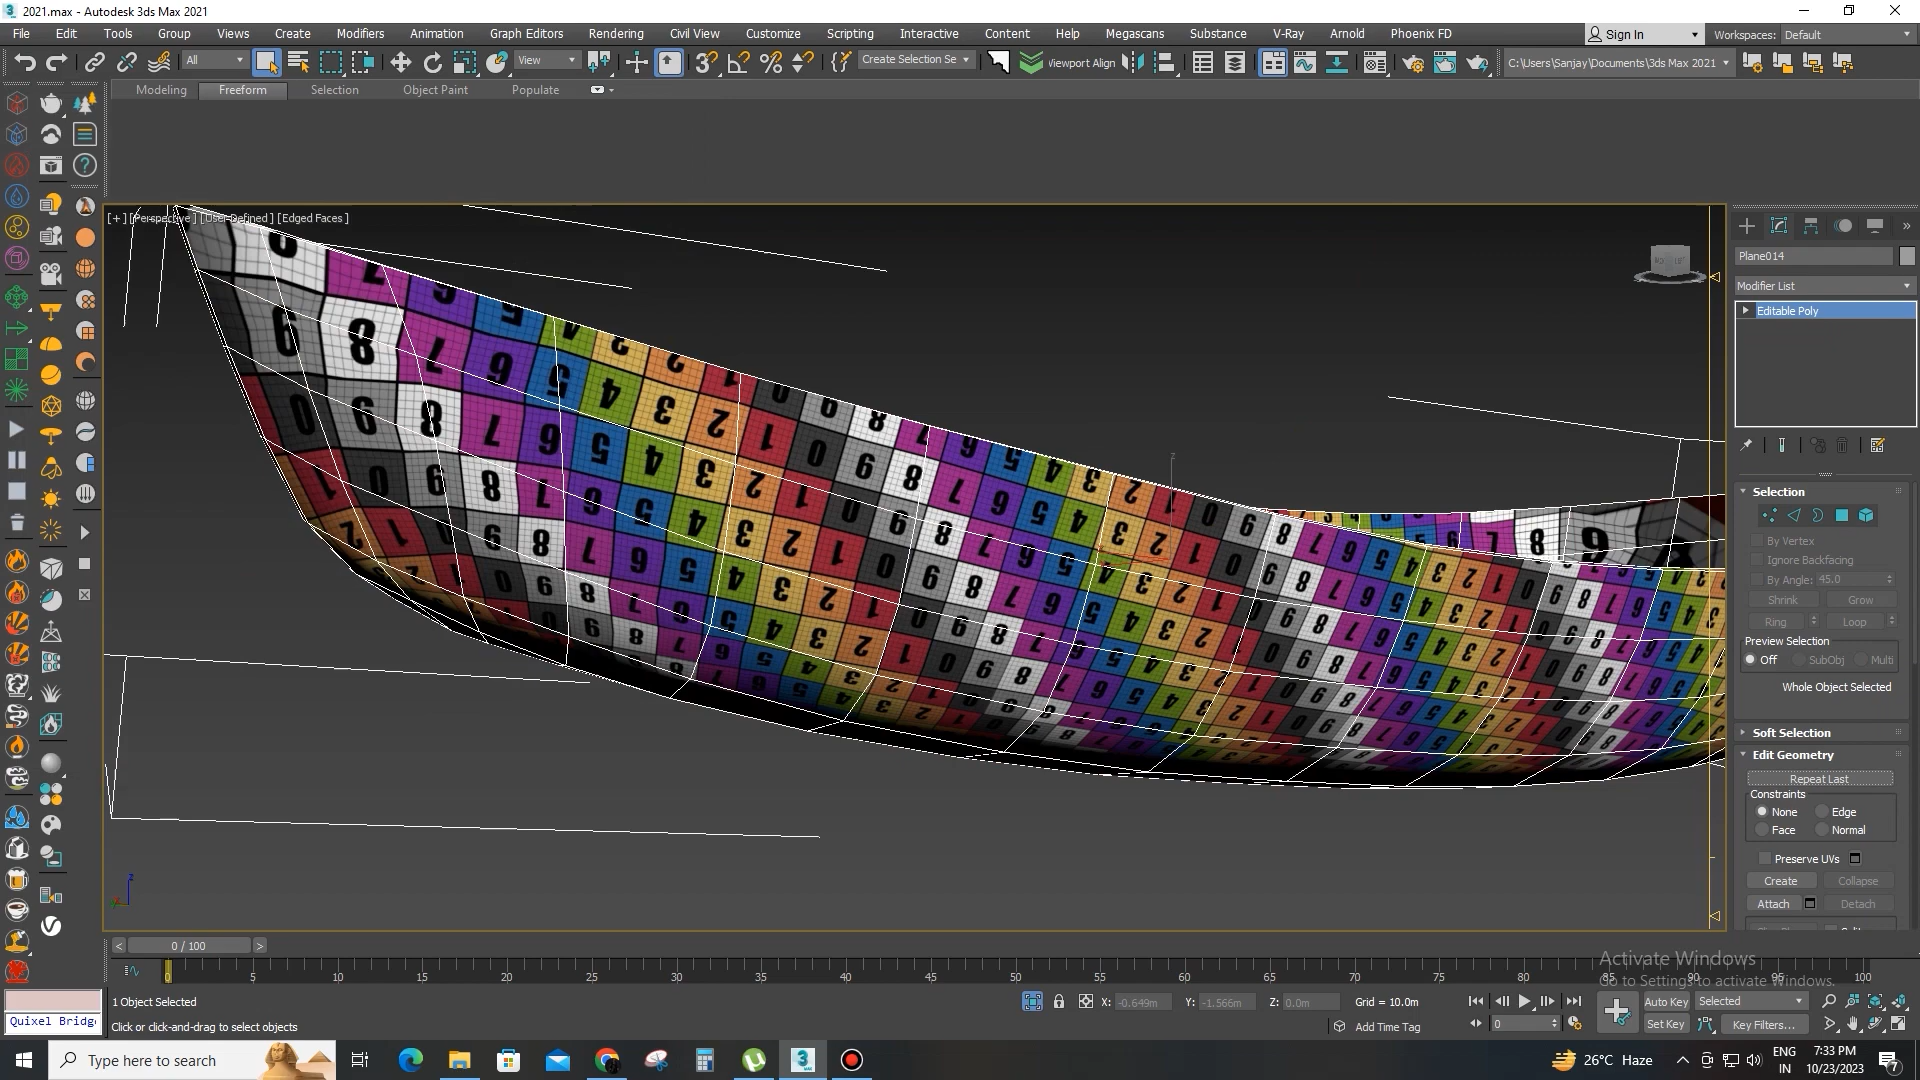 2021.max - Autodesk 3ds Max 2021
File Edit Tools Group Views Create Modifiers Animation Graph Editors Rendering Civil View Customize Scripting Interactive Content Help Megascans Substance V-Ray Arnold Phoenix FD Sign In Workspaces: Default
All View Create Selection Se Viewport Align C:\Users\Sanjay\Documents\3ds Max 2021
Modeling Freeform Selection Object Paint Populate
[+] [Perspective] [User Defined] [Edged Faces]
Plane014
Modifier List
Editable Poly
Selection
By Vertex
Ignore Backfacing
By Angle: 45.0
Shrink Grow
Ring Loop
Preview Selection
Off SubObj Multi
Whole Object Selected
Soft Selection
Edit Geometry
Repeat Last
Constraints
None Edge
Face Normal
Preserve UVs
Create Collapse
Attach Detach
z
z
< 0 / 100 >
0 5 10 15 20 25 30 35 40 45 50 55 60 65 70 75 80 85 90 95 100
Activate Windows
Go to Settings to activate Windows.
1 Object Selected X: -0.649m Y: -1.566m Z: 0.0m Grid = 10.0m Auto Key Selected
Quixel Bridg Click or click-and-drag to select objects Add Time Tag 0 Set Key Key Filters...
Type here to search 26°C Haze ENG IN 7:33 PM 10/23/2023 7